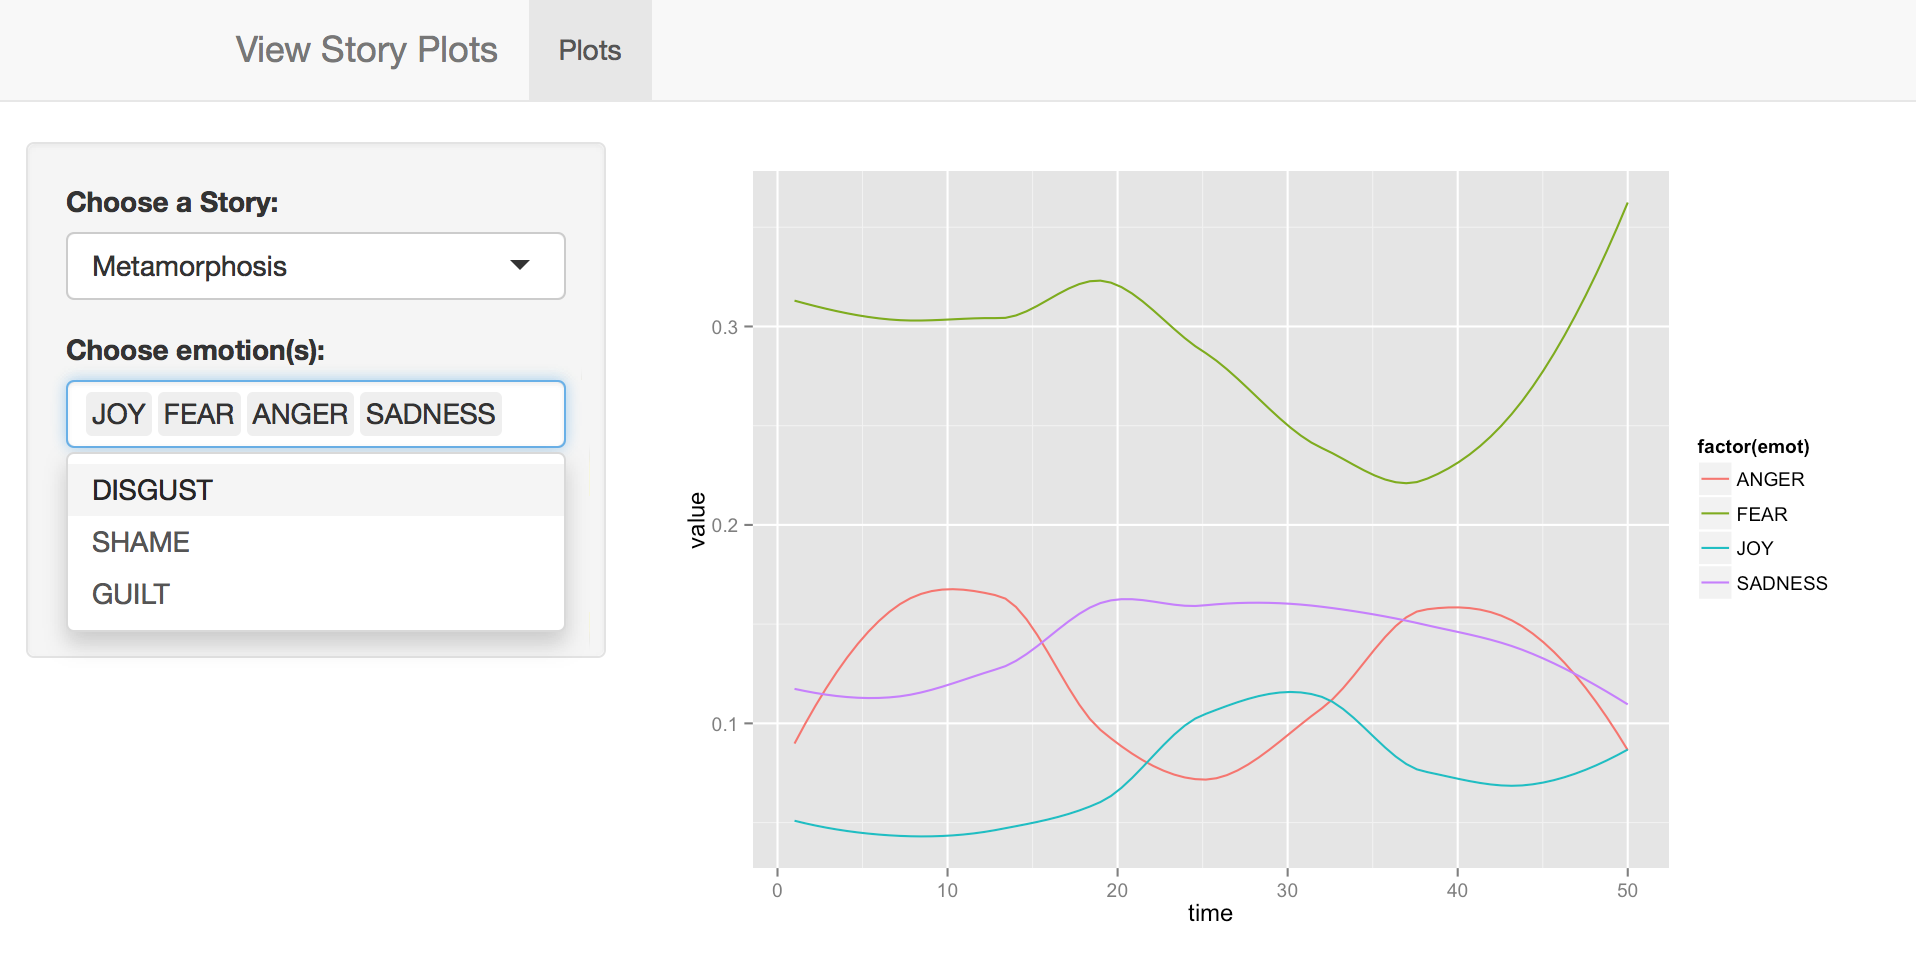 View Story Plots Plots
Choose a Story:
Metamorphosis
Choose emotion(s):
JOY FEAR ANGER SADNESS
DISGUST
SHAME
GUILT
value
0.3
0.2
0.1
0 10 20 30 40 50
time
factor(emot)
ANGER
FEAR
JOY
SADNESS